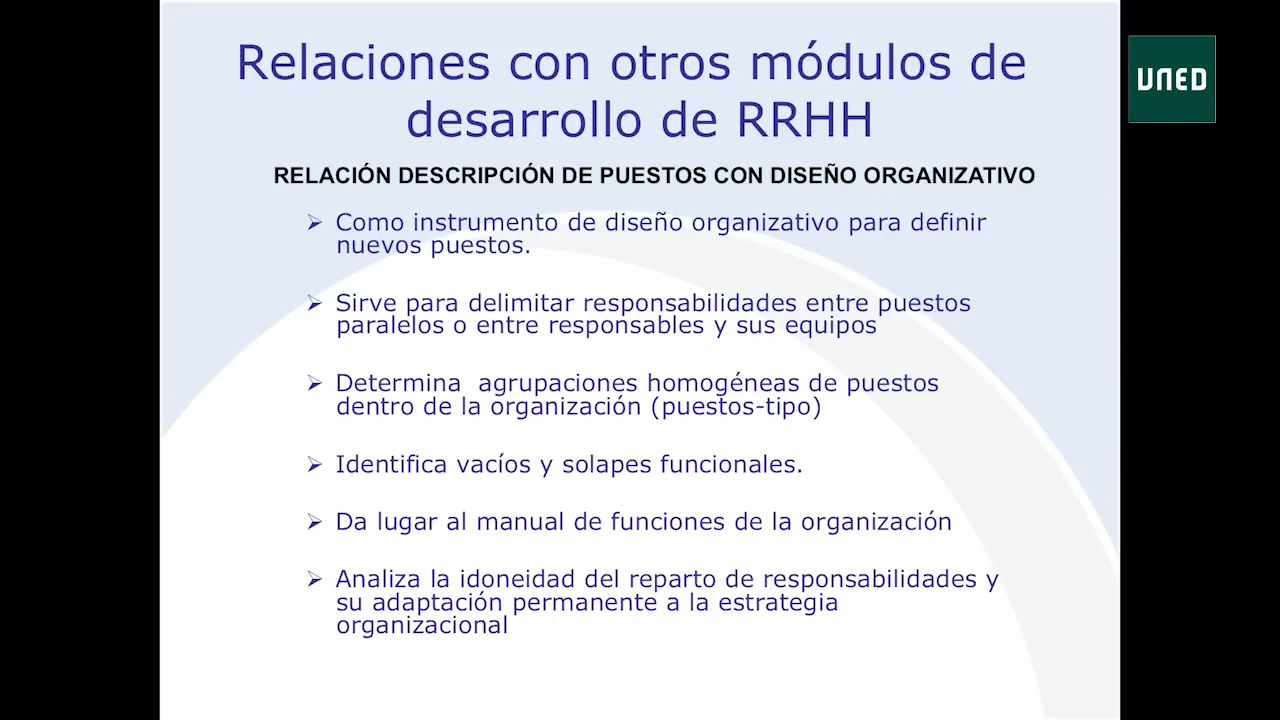 Relaciones con otros módulos de
desarrollo de RRHH
UNED
RELACIÓN DESCRIPCIÓN DE PUESTOS CON DISEÑO ORGANIZATIVO
Como instrumento de diseño organizativo para definir
nuevos puestos.
Sirve para delimitar responsabilidades entre puestos
paralelos o entre responsables y sus equipos
Determina agrupaciones homogéneas de puestos
dentro de la organización (puestos-tipo)
Identifica vacíos y solapes funcionales.
Da lugar al manual de funciones de la organización
Analiza la idoneidad del reparto de responsabilidades y
su adaptación permanente a la estrategia
organizacional